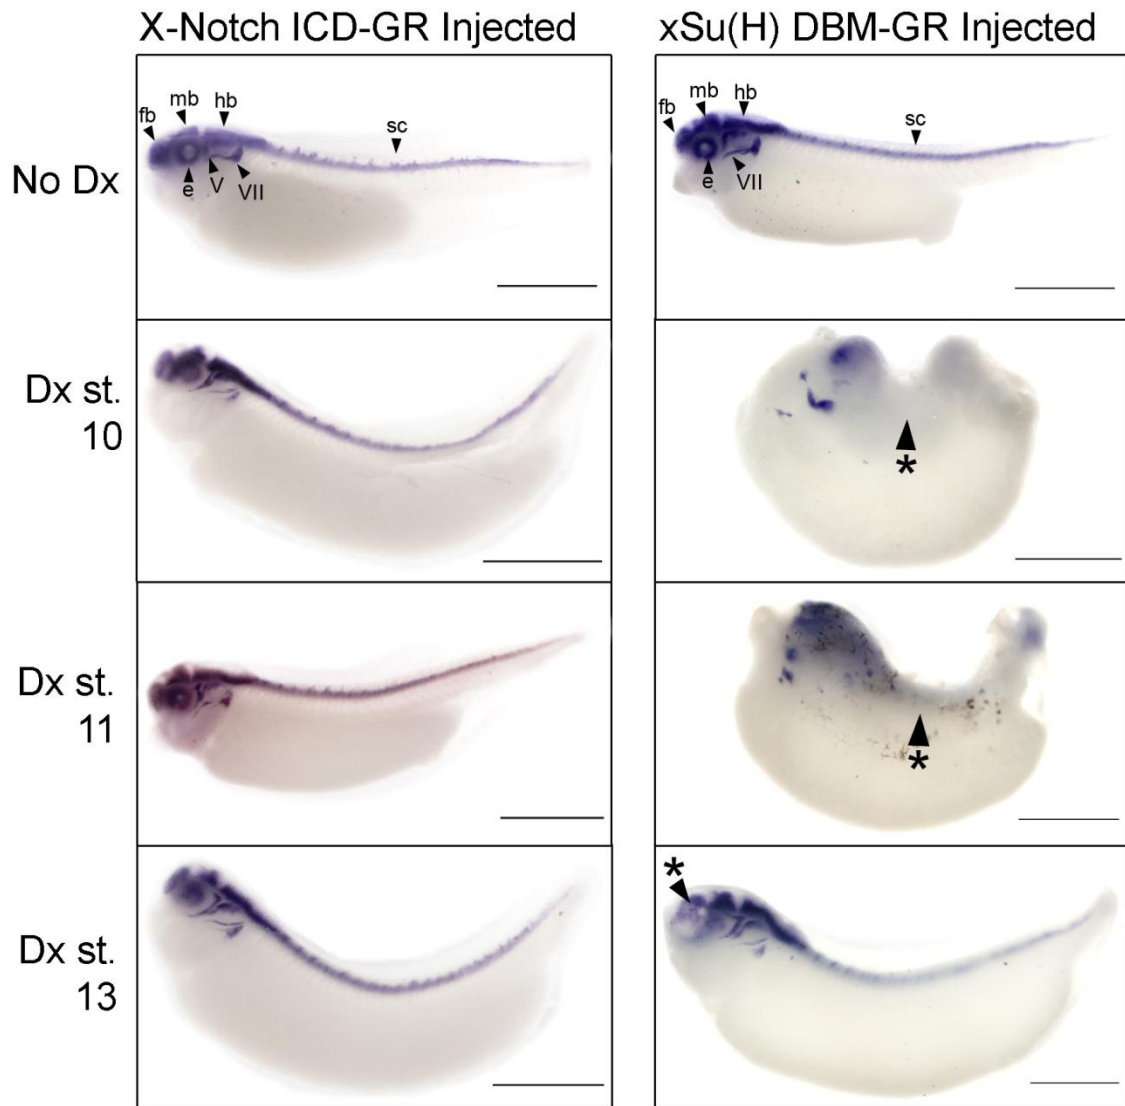 X-Notch ICD-GR Injected
xSu(H) DBM-GR Injected
No Dx
fb
mb
hb
sc
e
V
VII
fb
mb
hb
sc
e
VII
Dx st.
10
*
Dx st.
11
*
Dx st.
13
*